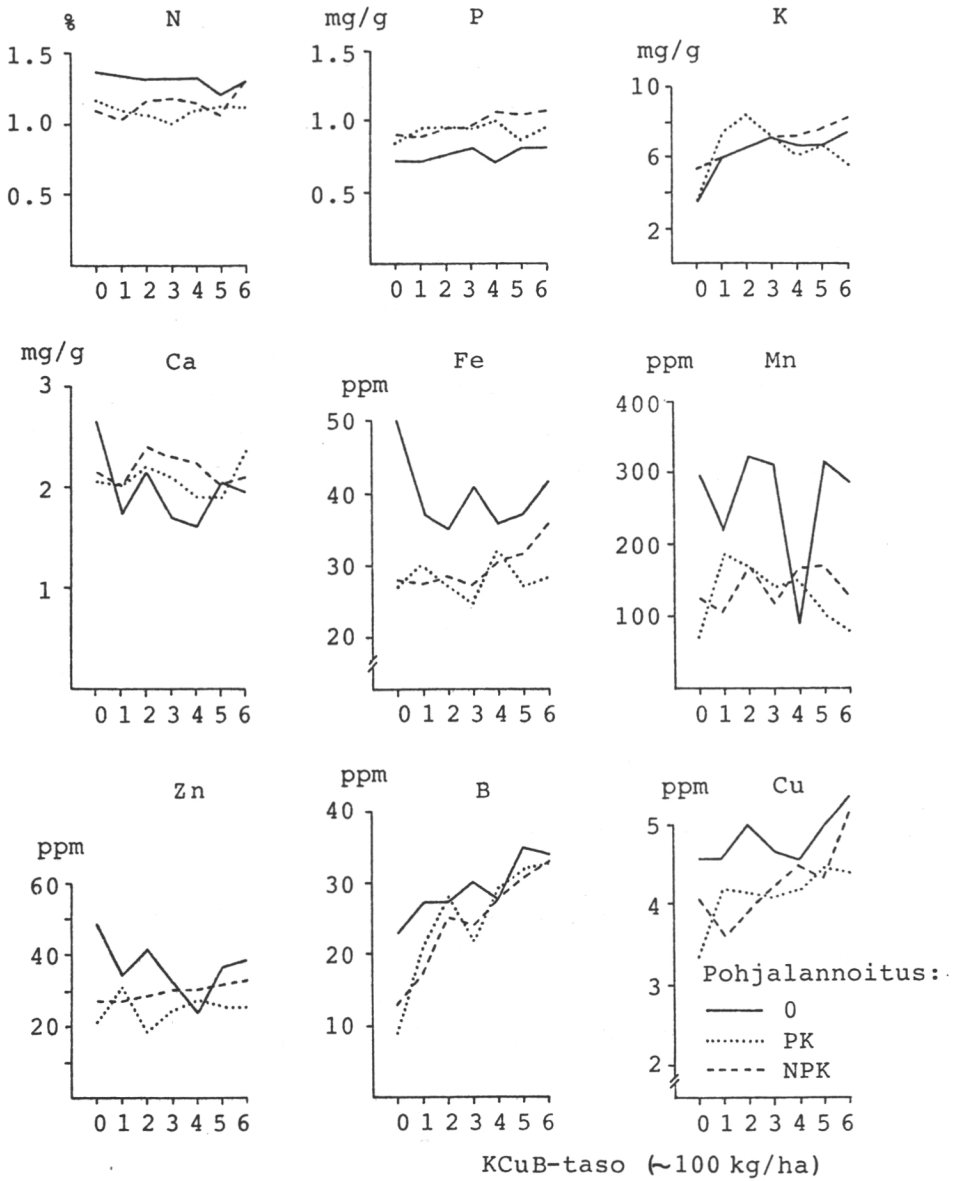 % N mg/g P K
mg/g
1.5 1.5 10
1.0 1.0 6
0.5 0.5 2
0 1 2 3 4 5 6 0 1 2 3 4 5 6 0 1 2 3 4 5 6
mg/g Ca Fe ppm Mn
ppm
3 50 400
2 40 300
1 30 200
20 100
0 1 2 3 4 5 6 0 1 2 3 4 5 6 0 1 2 3 4 5 6
Zn ppm B ppm Cu
ppm
60 40 5
40 30 4
20 20 3
10 2
Pohjalannoitus:
0
PK
NPK
0 1 2 3 4 5 6 0 1 2 3 4 5 6 0 1 2 3 4 5 6
KCuB-taso (~100 kg/ha)